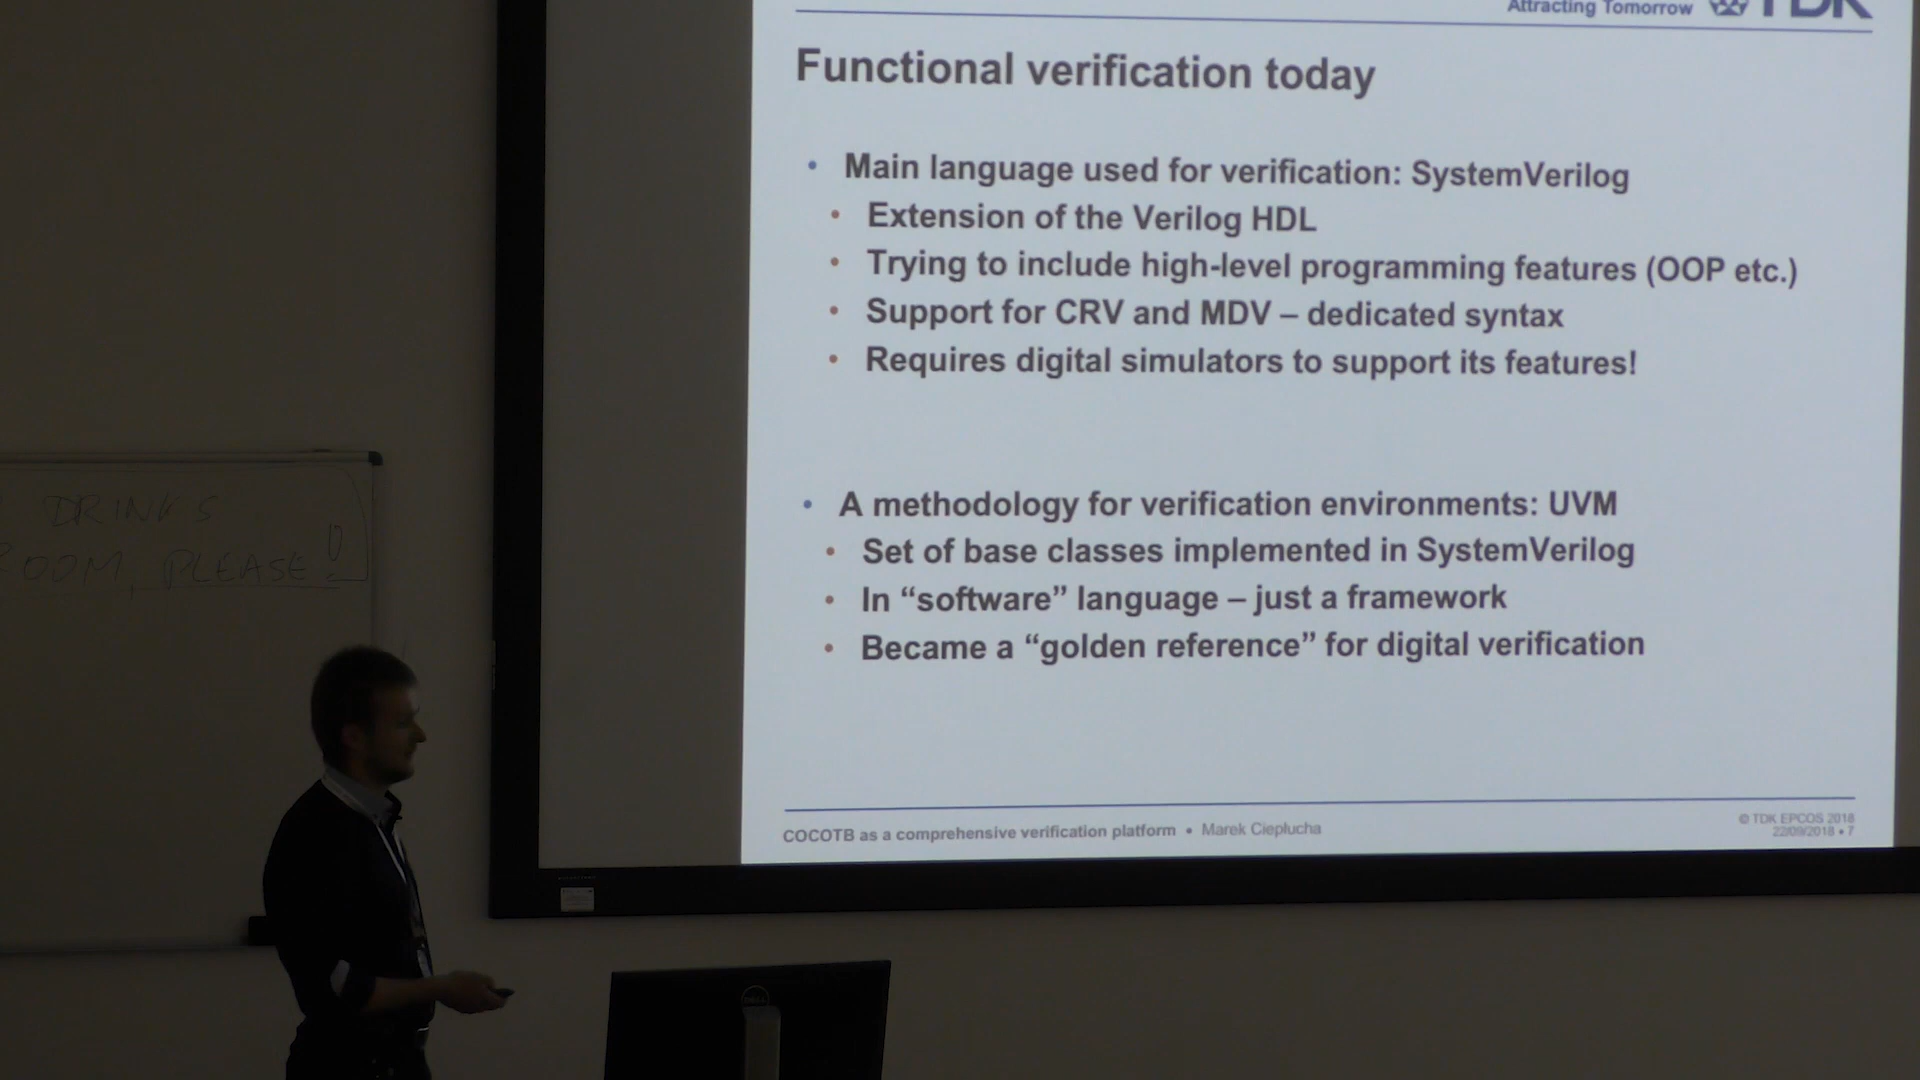 Attracting Tomorrow TDK
Functional verification today
• Main language used for verification: SystemVerilog
• Extension of the Verilog HDL
• Trying to include high-level programming features (OOP etc.)
• Support for CRV and MDV – dedicated syntax
• Requires digital simulators to support its features!
• A methodology for verification environments: UVM
• Set of base classes implemented in SystemVerilog
• In “software” language – just a framework
• Became a “golden reference” for digital verification
COCOTB as a comprehensive verification platform • Marek Cieplucha
© TDK EPCOS 2018
22/09/2018 • 7
DRINKS
ROOM, PLEASE!
DELL